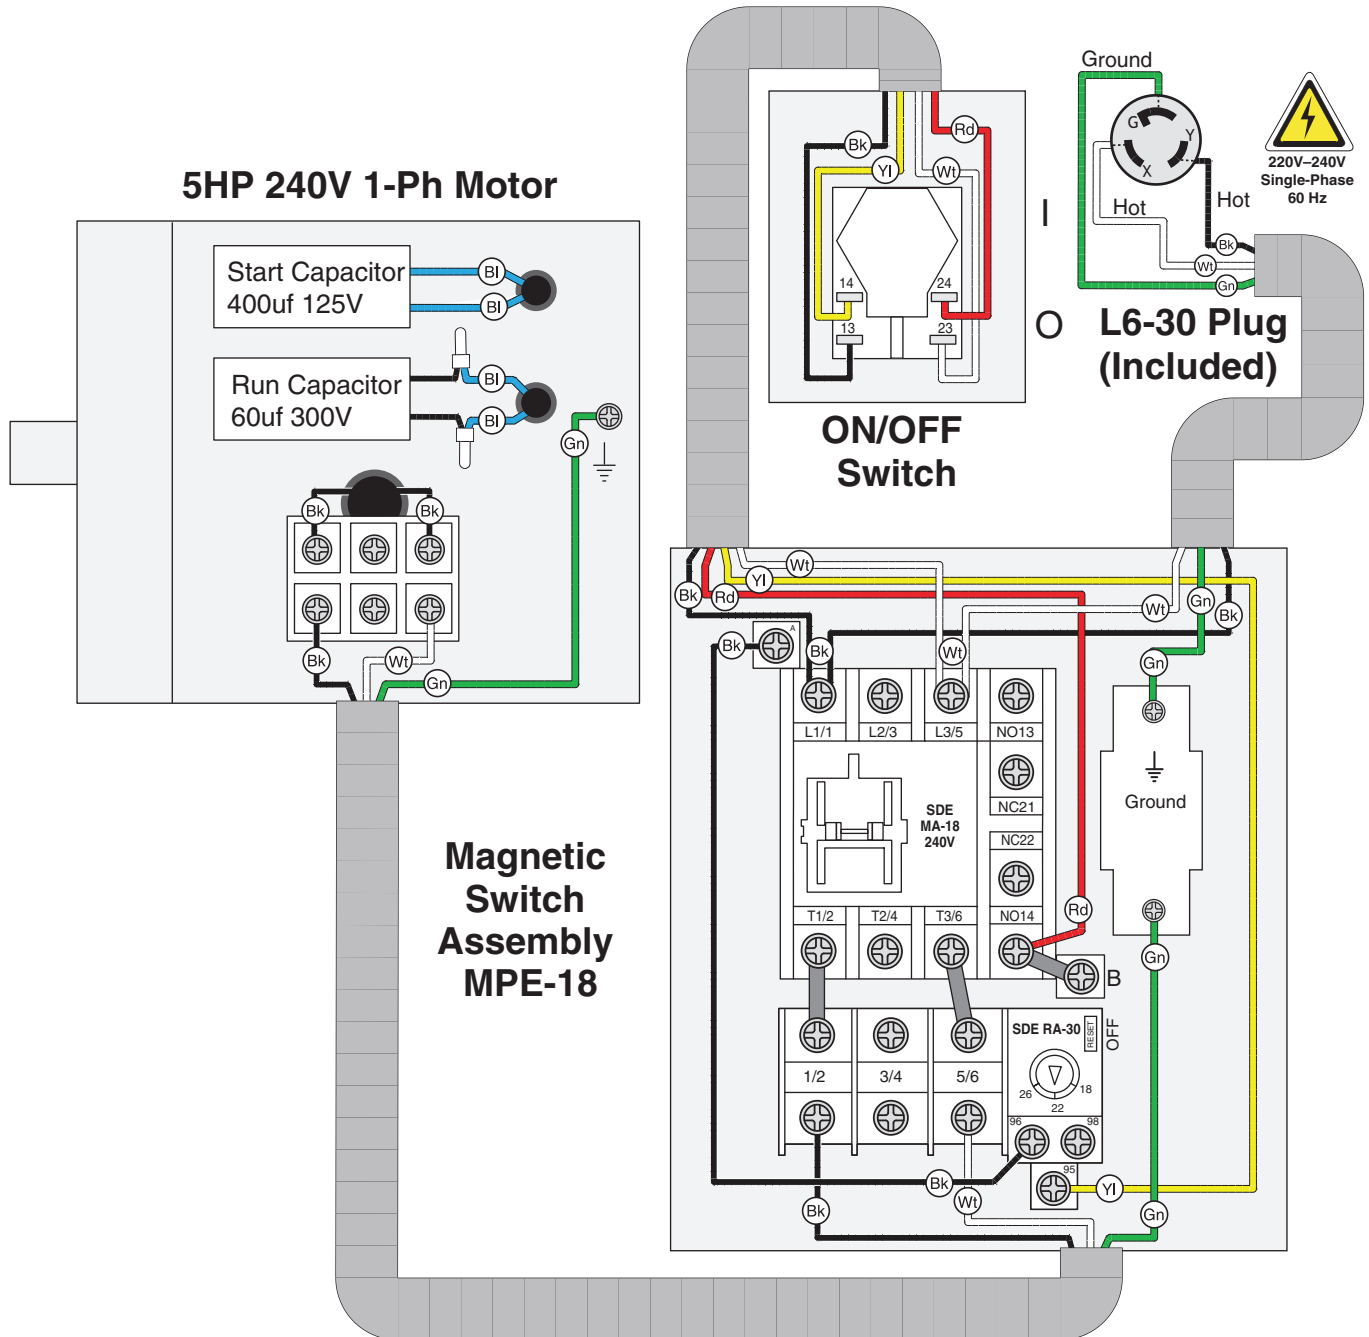 Ground
G
Y
X
Hot
Hot
Bk
Wt
Gn
220V–240V
Single-Phase
60 Hz
L6-30 Plug
(Included)
Bk
Yl
Wt
Rd
14
24
13
23
I
O
ON/OFF
Switch
5HP 240V 1-Ph Motor
Start Capacitor
400uf 125V
Bl
Bl
Run Capacitor
60uf 300V
Bl
Bl
Gn
Bk
Bk
Bk
Wt
Gn
Magnetic
Switch
Assembly
MPE-18
Wt
Yl
Bk
Rd
Wt
Gn
Bk
Bk
A
Bk
Wt
Gn
L1/1
L2/3
L3/5
NO13
NC21
SDE
MA-18
240V
NC22
Ground
T1/2
T2/4
T3/6
NO14
Rd
Gn
B
SDE RA-30
RESET
OFF
1/2
3/4
5/6
26
18
22
96
98
95
Bk
Wt
Yl
Bk
Gn